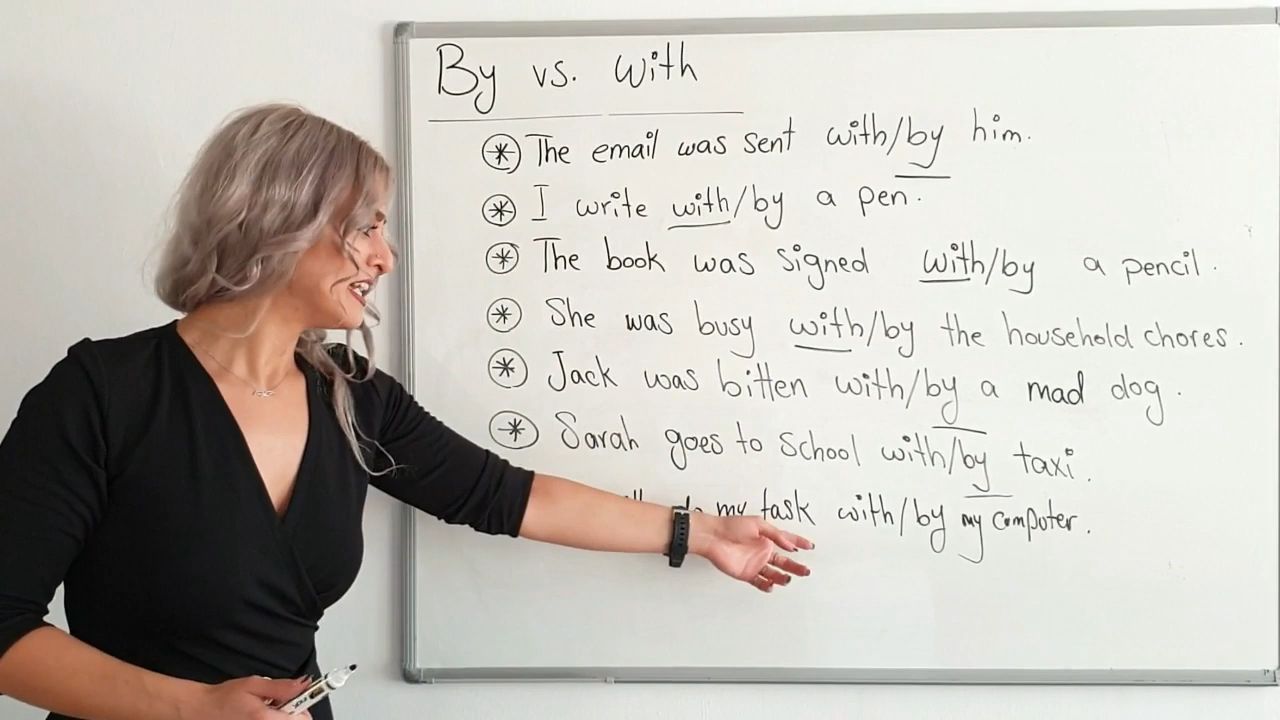 By vs. with
The email was sent with/by him.
I write with/by a pen.
The book was signed with/by a pencil.
She was busy with/by the household chores.
Jack was bitten with/by a mad dog.
Sarah goes to school with/by taxi.
my task with/by my computer.